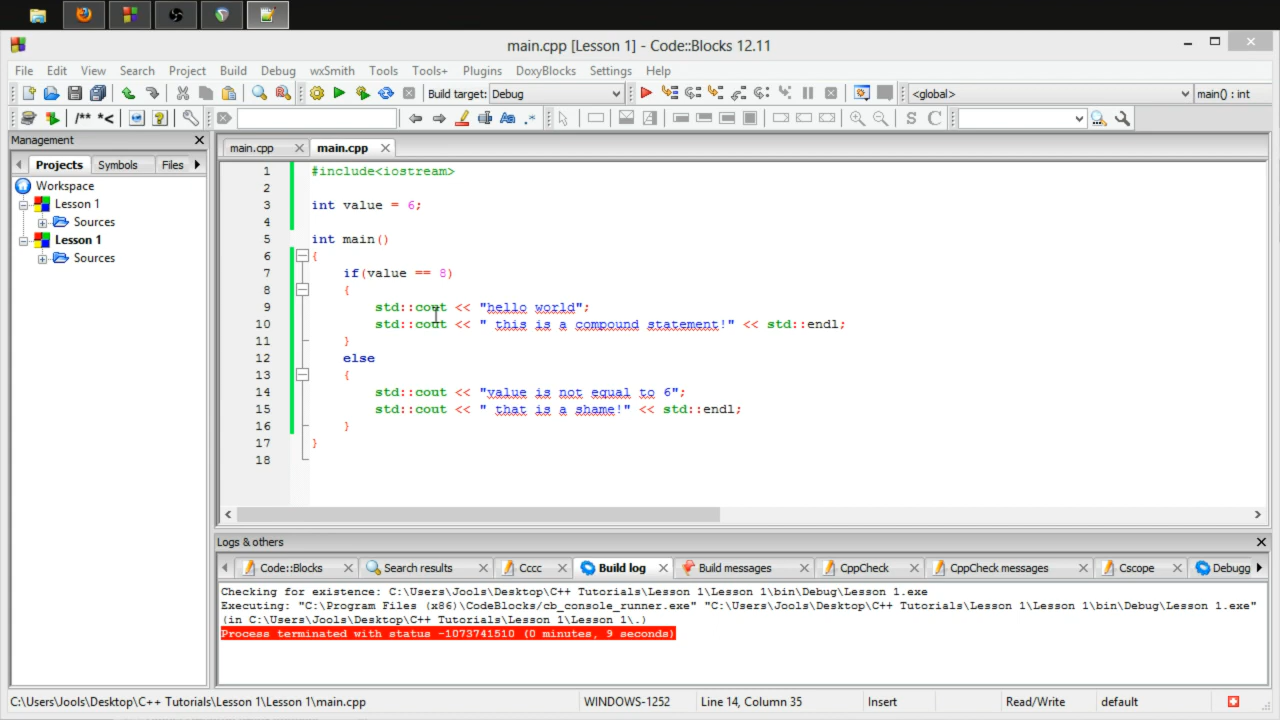 main.cpp [Lesson 1] - Code::Blocks 12.11
File Edit View Search Project Build Debug wxSmith Tools Tools+ Plugins DoxyBlocks Settings Help
Build target: Debug <global> main() : int
/** *<
Management
Projects Symbols Files
Workspace
Lesson 1
Sources
Lesson 1
Sources
main.cpp main.cpp
1 #include<iostream>
2
3 int value = 6;
4
5 int main()
6 {
7 if(value == 8)
8 {
9 std::cout << "hello world";
10 std::cout << " this is a compound statement!" << std::endl;
11 }
12 else
13 {
14 std::cout << "value is not equal to 6";
15 std::cout << " that is a shame!" << std::endl;
16 }
17 }
18
Logs & others
Code::Blocks Search results Cccc Build log Build messages CppCheck CppCheck messages Cscope Debugg
Checking for existence: C:\Users\Jools\Desktop\C++ Tutorials\Lesson 1\Lesson 1\bin\Debug\Lesson 1.exe
Executing: "C:\Program Files (x86)\CodeBlocks/cb_console_runner.exe" "C:\Users\Jools\Desktop\C++ Tutorials\Lesson 1\Lesson 1\bin\Debug\Lesson 1.exe"
(in C:\Users\Jools\Desktop\C++ Tutorials\Lesson 1\Lesson 1\.)
Process terminated with status -1073741510 (0 minutes, 9 seconds)
C:\Users\Jools\Desktop\C++ Tutorials\Lesson 1\Lesson 1\main.cpp WINDOWS-1252 Line 14, Column 35 Insert Read/Write default